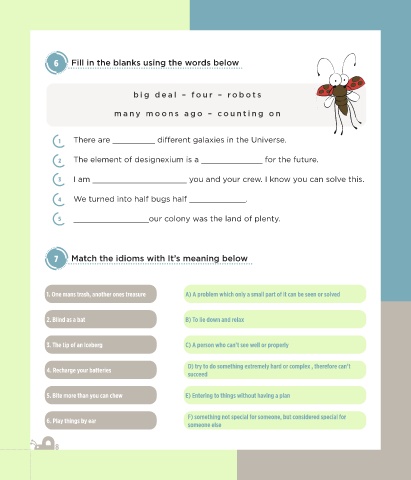 6 Fill in the blanks using the words below
big deal – four – robots
many moons ago – counting on
1 There are __________ different galaxies in the Universe.
2 The element of designexium is a ______________ for the future.
3 I am ______________________ you and your crew. I know you can solve this.
4 We turned into half bugs half _____________.
5 _________________our colony was the land of plenty.
7 Match the idioms with It's meaning below
1. One mans trash, another ones treasure
A) A problem which only a small part of it can be seen or solved
2. Blind as a bat
B) To lie down and relax
3. The tip of an iceberg
C) A person who can't see well or properly
4. Recharge your batteries
D) try to do something extremely hard or complex , therefore can't
succeed
5. Bite more than you can chew
E) Entering to things without having a plan
6. Play things by ear
F) something not special for someone, but considered special for
someone else